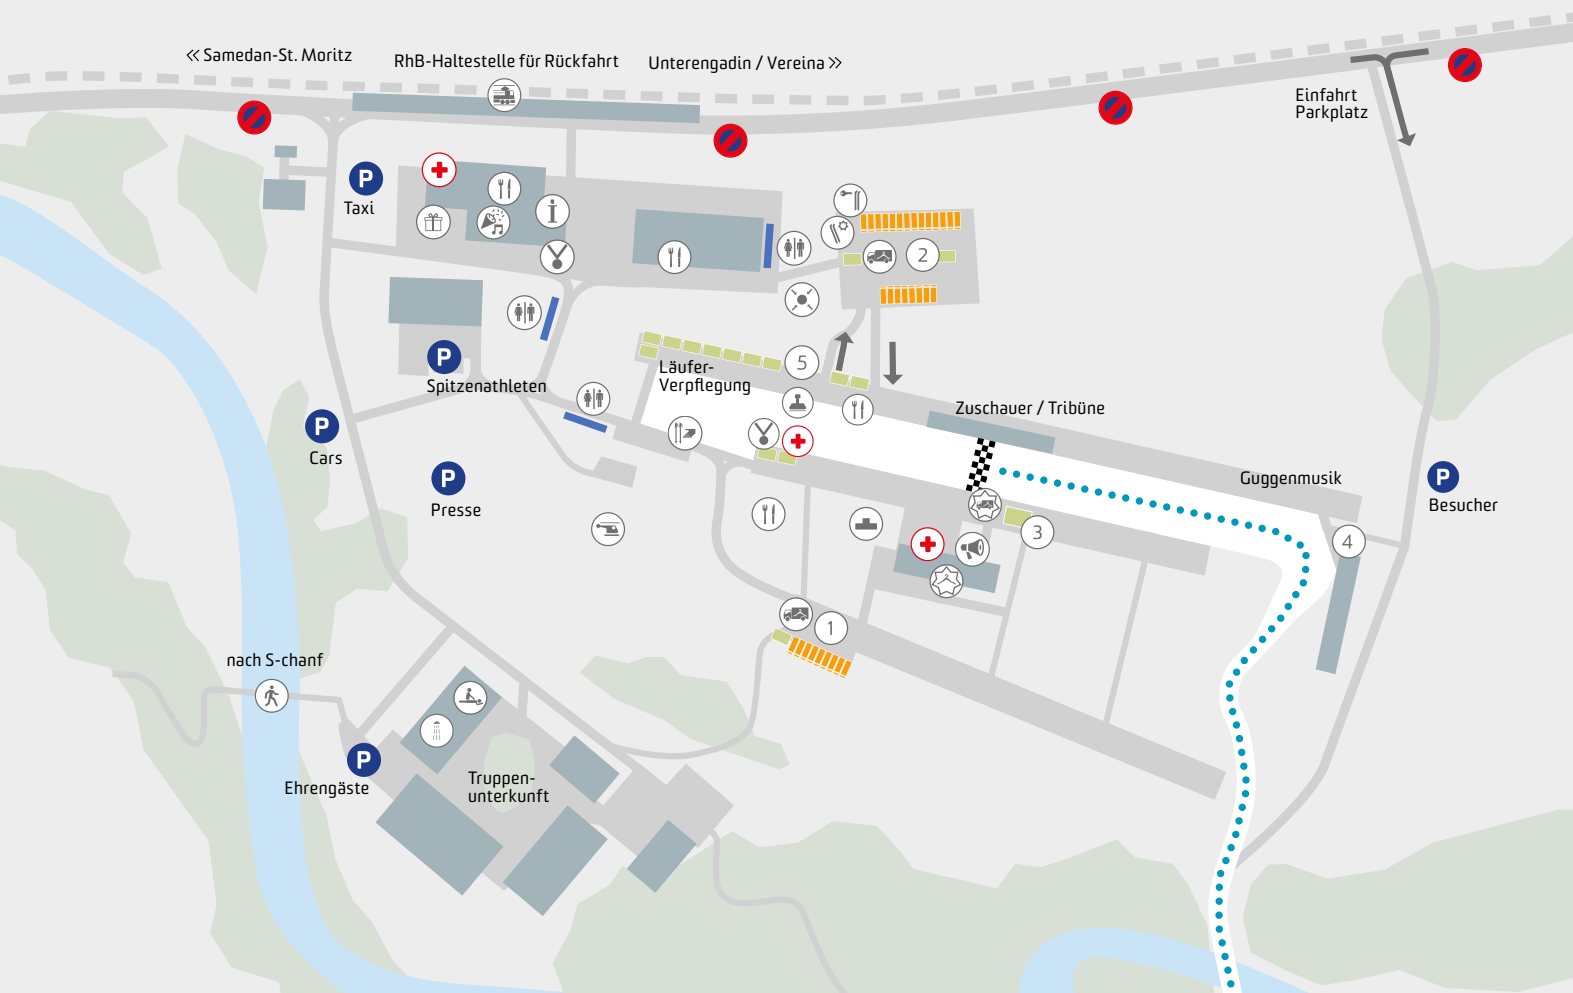 « Samedan-St. Moritz
RhB-Haltestelle für Rückfahrt
Unterengadin / Vereina »
Einfahrt
Parkplatz
P
Taxi
i
2
P
Spitzenathleten
Läufer-
Verpflegung
5
Zuschauer / Tribüne
P
Cars
P
Presse
Guggenmusik
P
Besucher
3
4
2
1
nach S-chanf
P
Ehrengäste
Truppen-
unterkunft